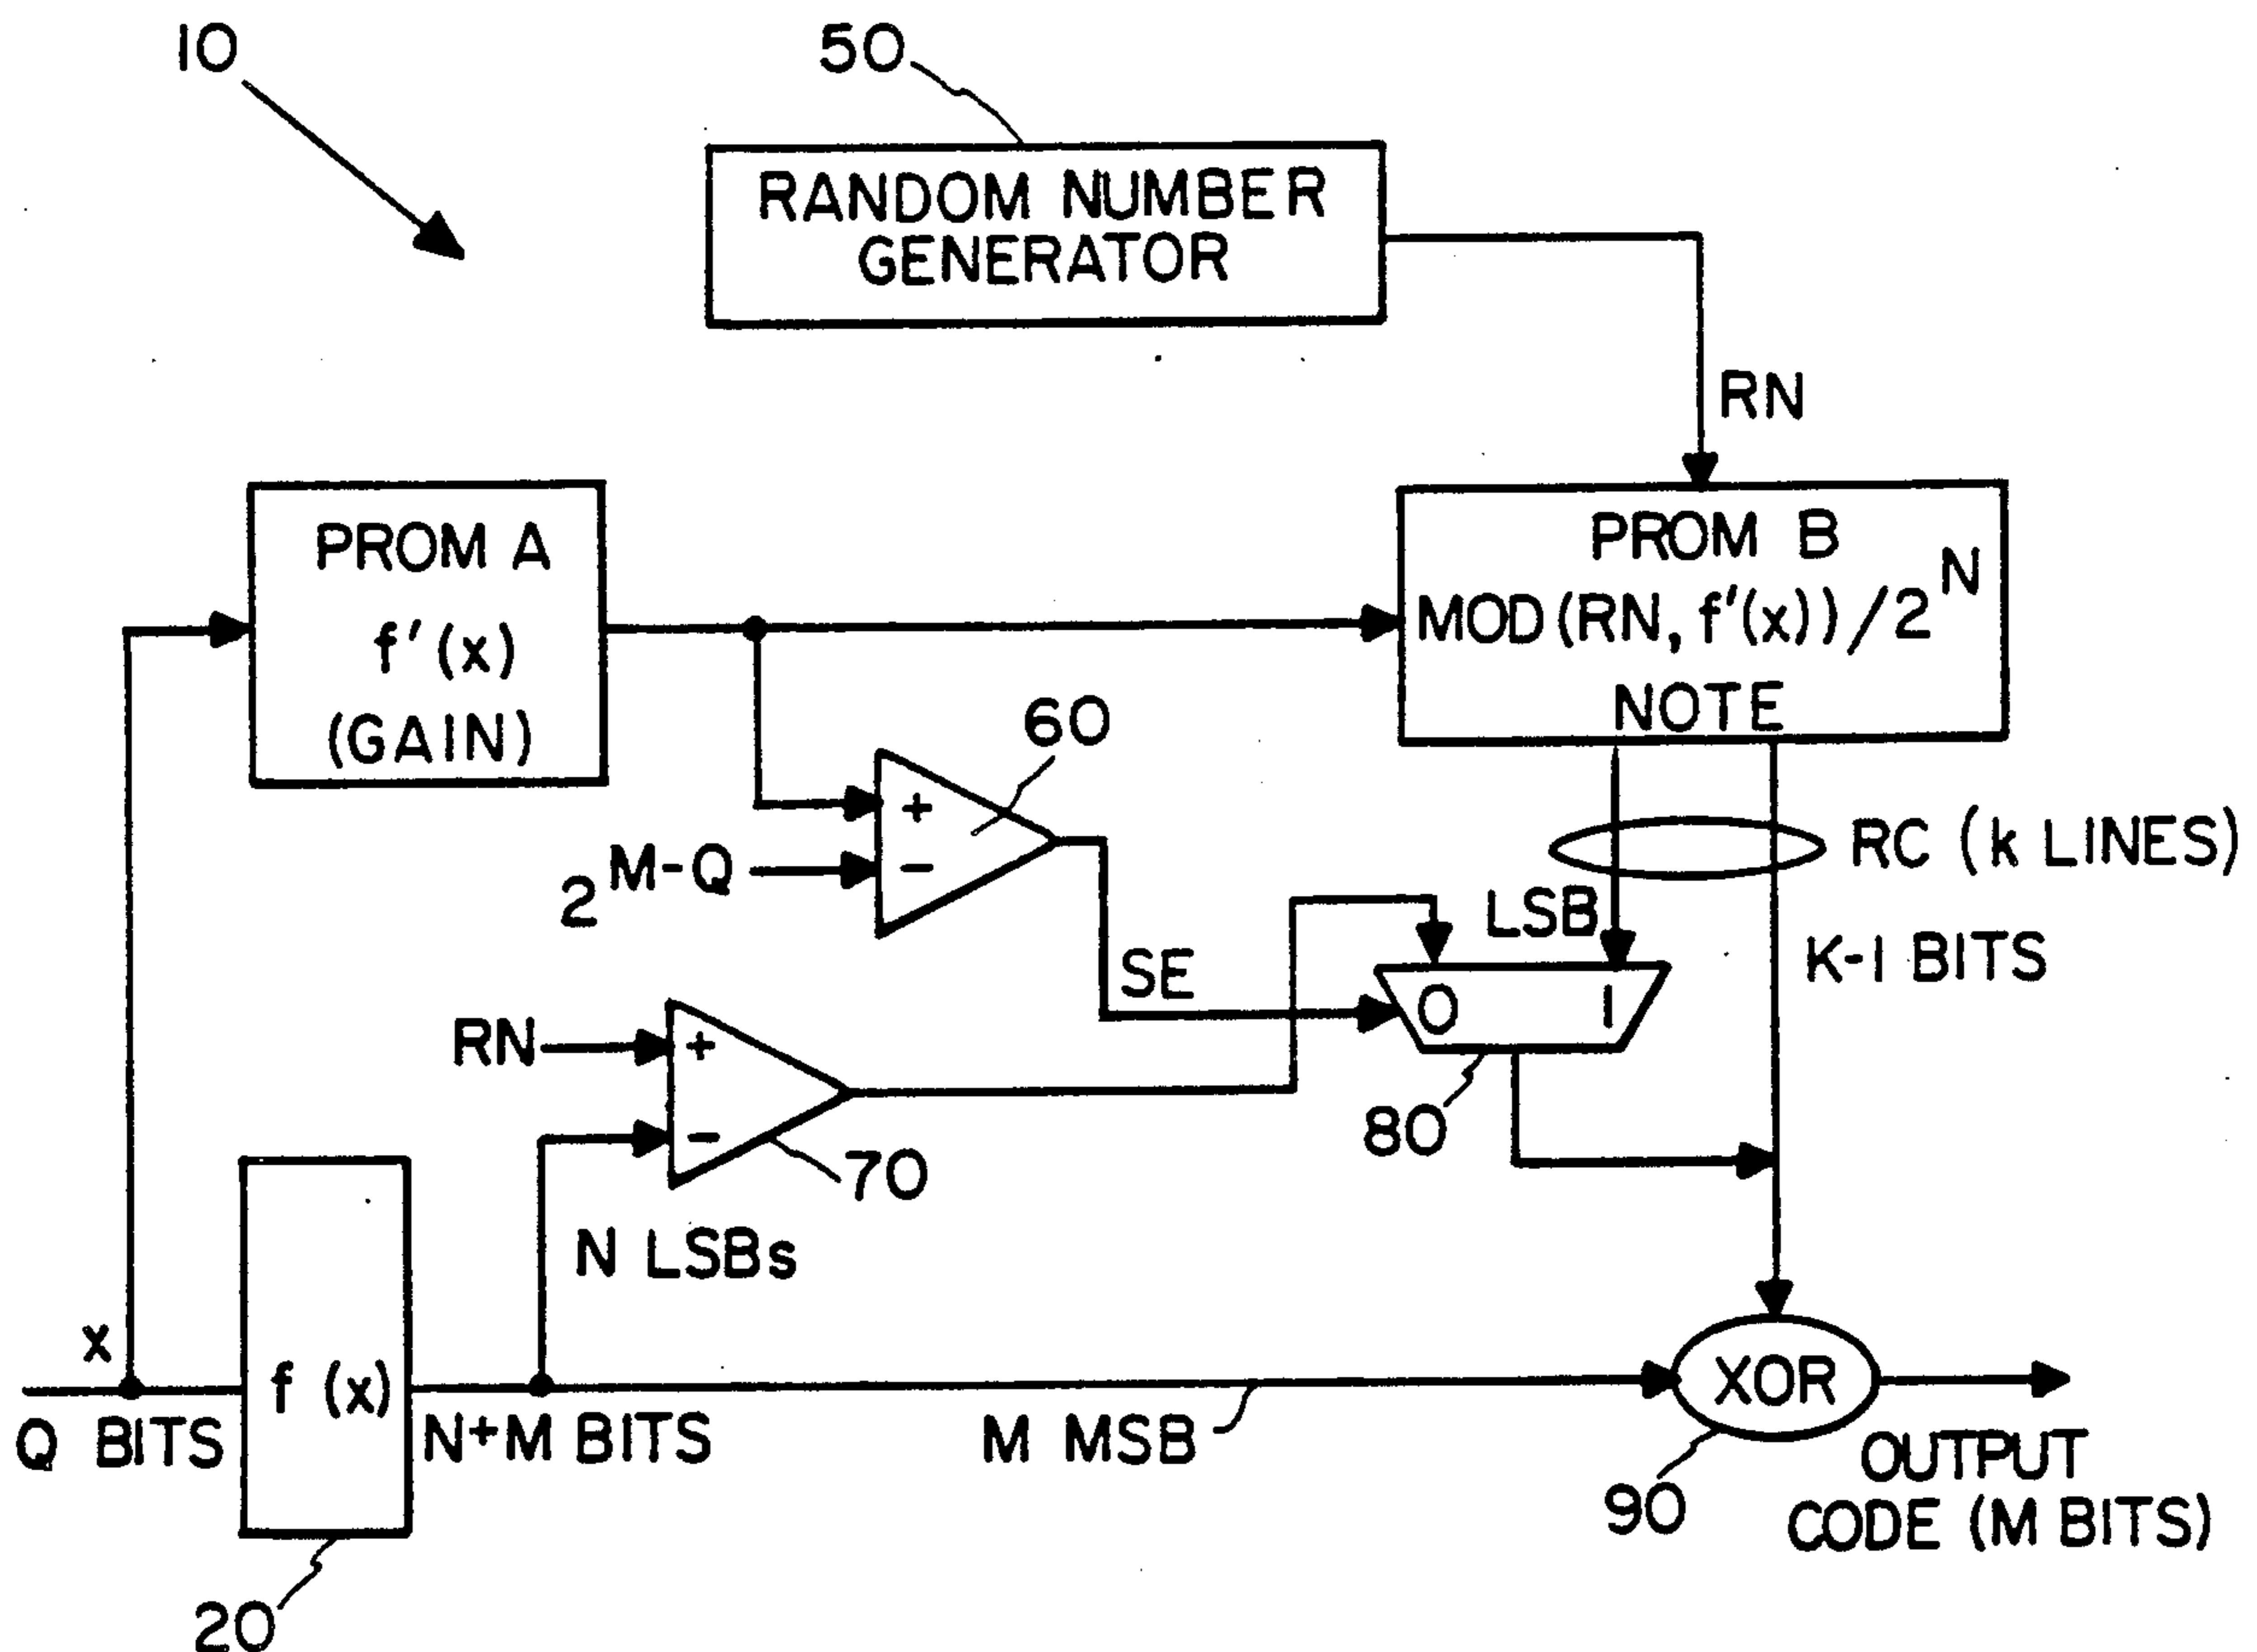 10
50
RANDOM NUMBER
GENERATOR
RN
PROM A
f'(x)
(GAIN)
PROM B
MOD(RN, f'(x))/2^N
NOTE
60
+
-
2^M-Q
RC (k LINES)
LSB
K-1 BITS
SE
0
1
RN
+
-
80
70
N LSBs
x
f (x)
Q BITS
N+M BITS
M MSB
XOR
OUTPUT
CODE (M BITS)
90
20